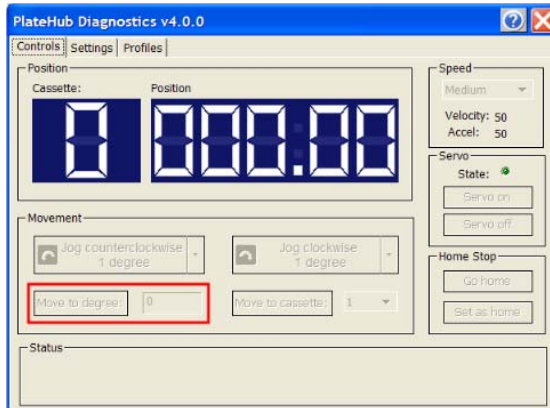 PlateHub Diagnostics v4.0.0
Controls Settings Profiles
Position
Cassette: Position
0 000.00
Speed
Medium
Velocity: 50
Accel: 50
Servo
State:
Servo on
Servo off
Movement
Jog counterclockwise
1 degree
Jog clockwise
1 degree
Move to degree: 0
Move to cassette: 1
Home Stop
Go home
Set as home
Status